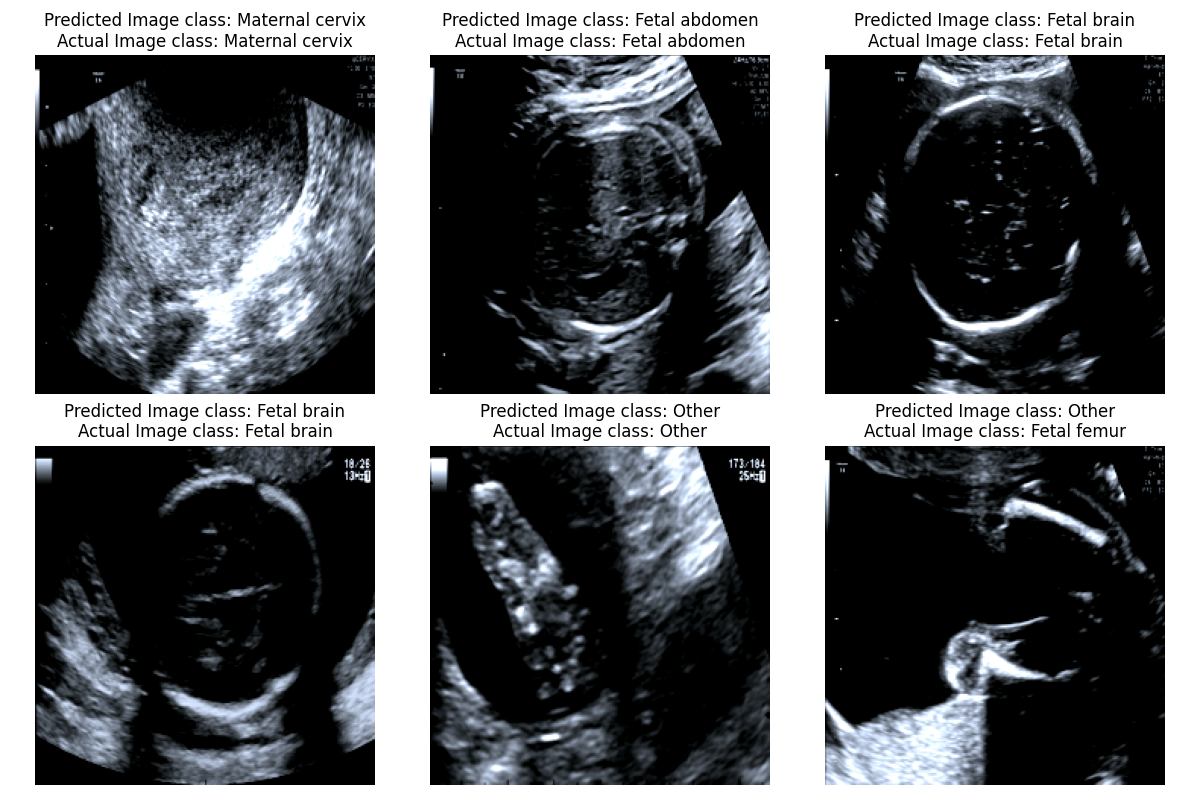 Predicted Image class: Maternal cervix
Actual Image class: Maternal cervix
Predicted Image class: Fetal abdomen
Actual Image class: Fetal abdomen
Predicted Image class: Fetal brain
Actual Image class: Fetal brain
Predicted Image class: Fetal brain
Actual Image class: Fetal brain
18/25
13Hz
Predicted Image class: Other
Actual Image class: Other
173/184
25Hz
Predicted Image class: Other
Actual Image class: Fetal femur